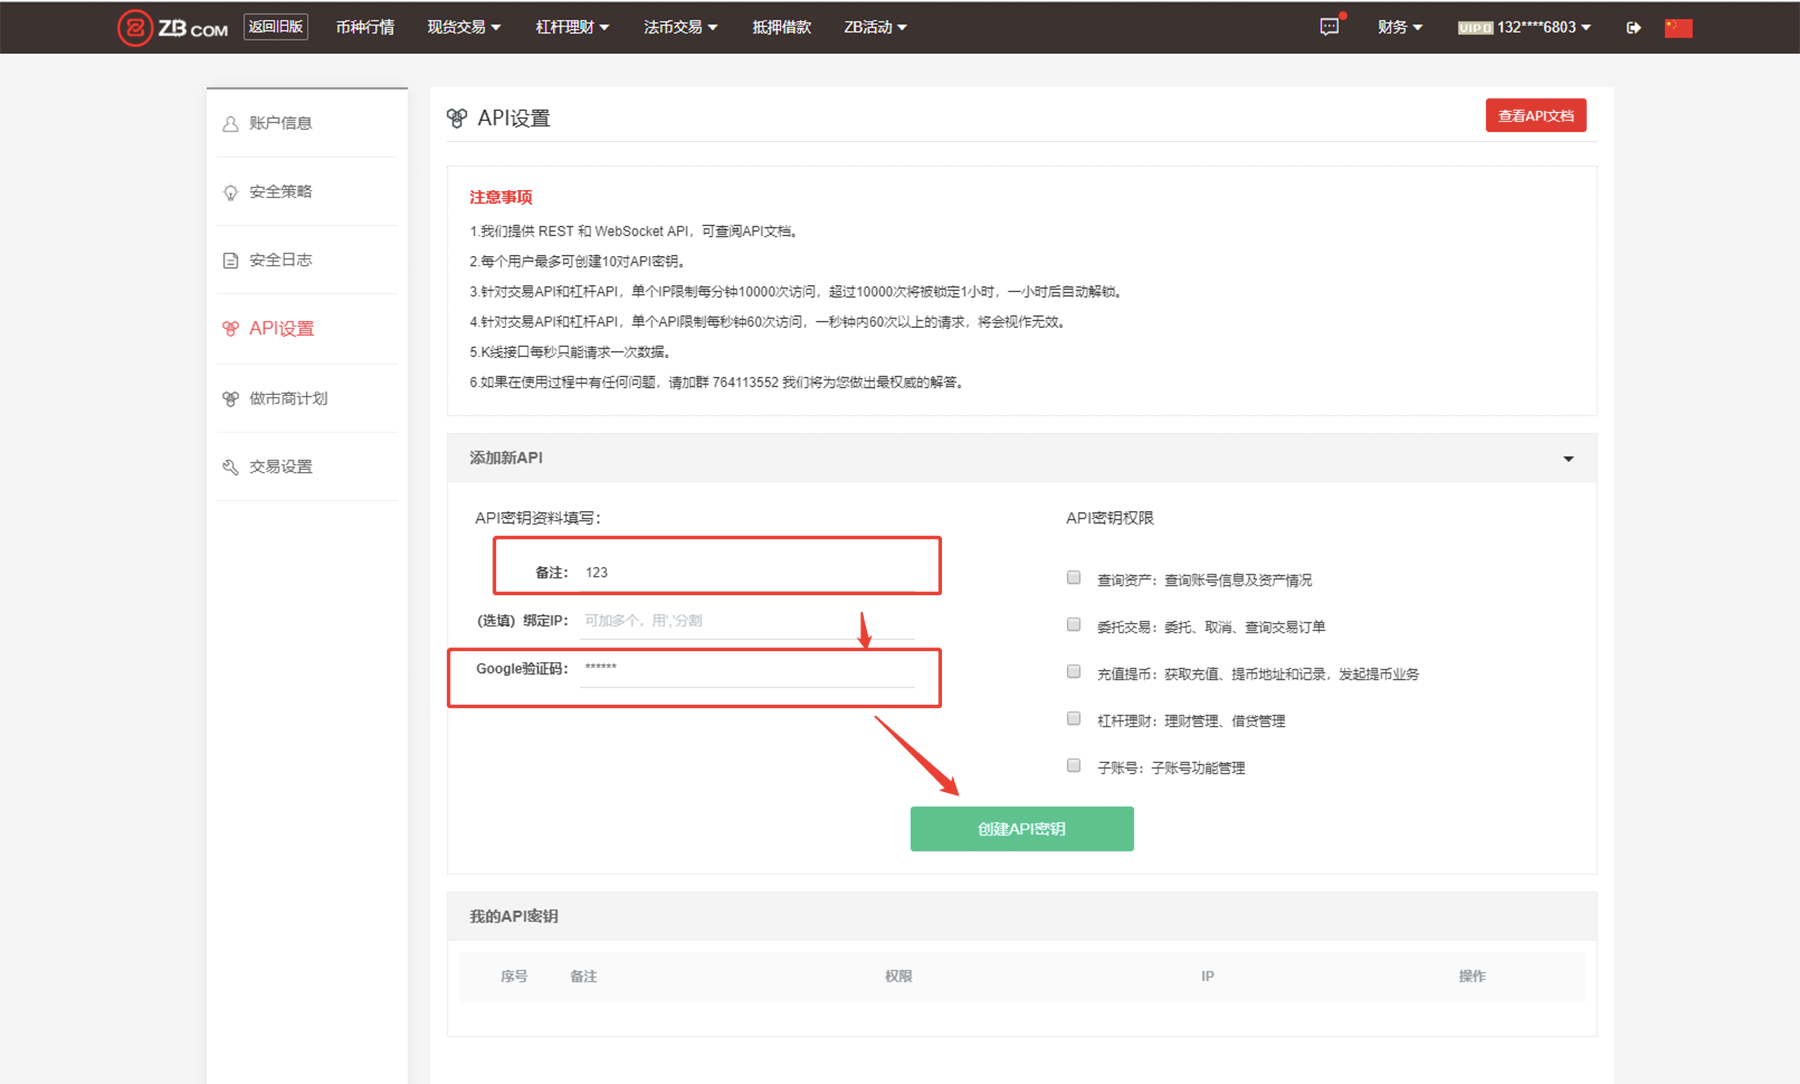 ZB.COM 返回旧版 币种行情 现货交易 杠杆理财 法币交易 抵押借款 ZB活动 财务 VIP 0 132****6803
账户信息
安全策略
安全日志
API设置
做市商计划
交易设置
API设置 查看API文档
注意事项
1.我们提供 REST 和 WebSocket API，可查阅API文档。
2.每个用户最多可创建10对API密钥。
3.针对交易API和杠杆API，单个IP限制每分钟10000次访问，超过10000次将被锁定1小时，一小时后自动解锁。
4.针对交易API和杠杆API，单个API限制每秒钟60次访问，一秒钟内60次以上的请求，将会视作无效。
5.K线接口每秒只能请求一次数据。
6.如果在使用过程中有任何问题，请加群 764113552 我们将为您做出最权威的解答。
添加新API
API密钥资料填写：
备注： 123
(选填) 绑定IP： 可加多个，用','分割
Google验证码： ******
API密钥权限
查询资产：查询账号信息及资产情况
委托交易：委托、取消、查询交易订单
充值提币：获取充值、提币地址和记录，发起提币业务
杠杆理财：理财管理、借贷管理
子账号：子账号功能管理
创建API密钥
我的API密钥
序号 备注 权限 IP 操作